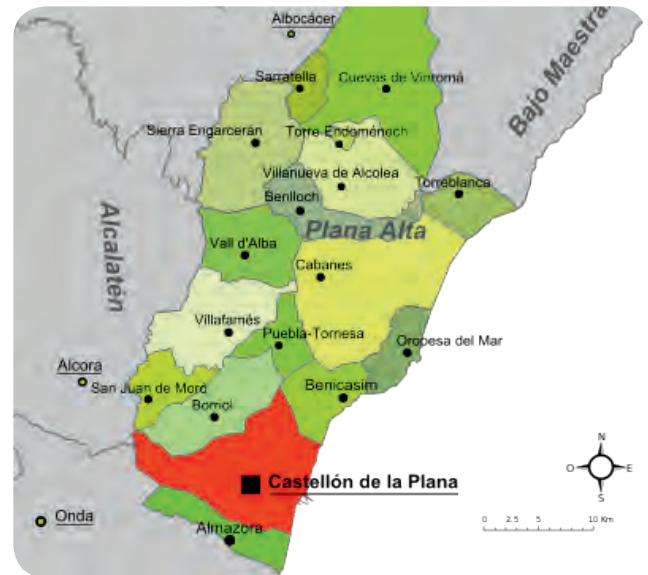 Albocácer
Bajo Maestra
Sarratella
Cuevas de Vinromá
Sierra Engarcerán
Torre Endoménech
Villanueva de Alcolea
Torreblanca
Benlloch
Plana Alta
Alcalatén
Vall d'Alba
Cabanes
Villafamés
Puebla-Tornesa
Oropesa del Mar
Alcora
San Juan de Moró
Benicasim
Borriol
N
O
E
S
Castellón de la Plana
Onda
Almazora
0 2.5 5 10 Km